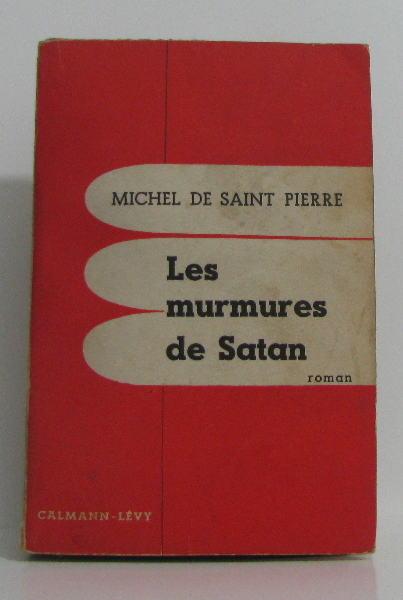 MICHEL DE SAINT PIERRE
Les
murmures
de Satan
roman
CALMANN-LÉVY